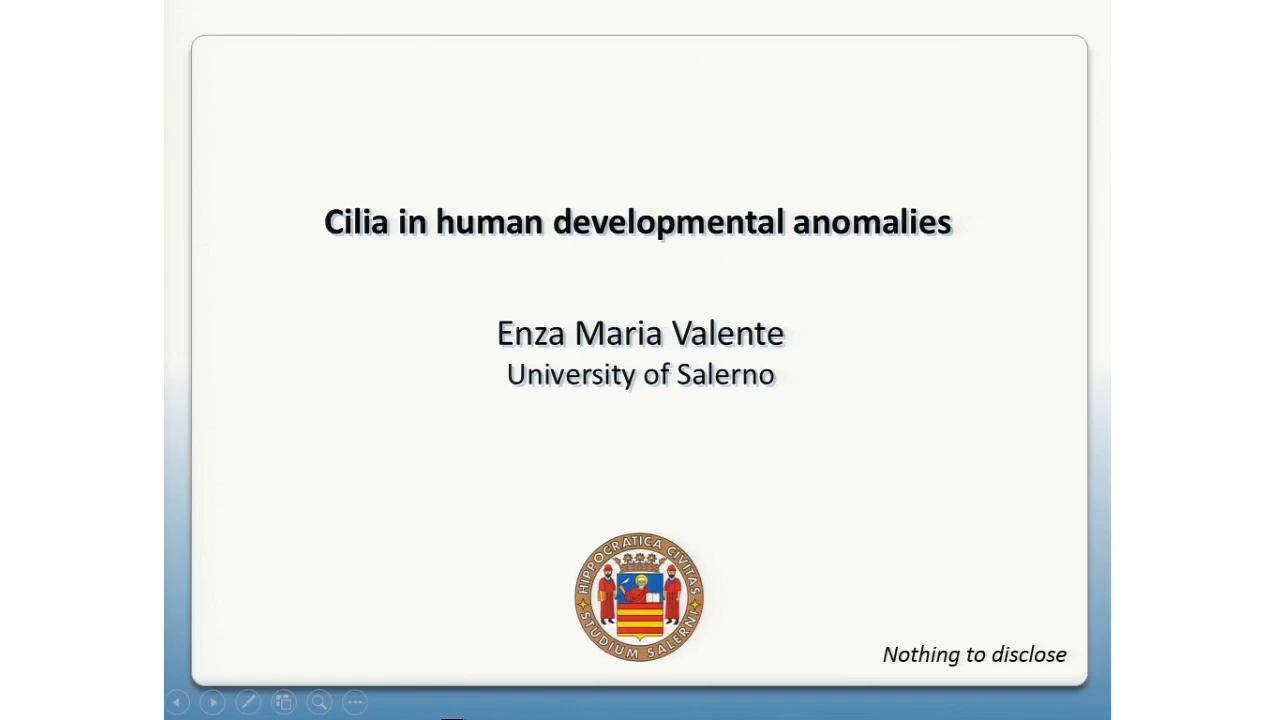 Cilia in human developmental anomalies
Enza Maria Valente
University of Salerno
HIPPOCRATICA CIVITAS
STUDIUM SALERNI
Nothing to disclose